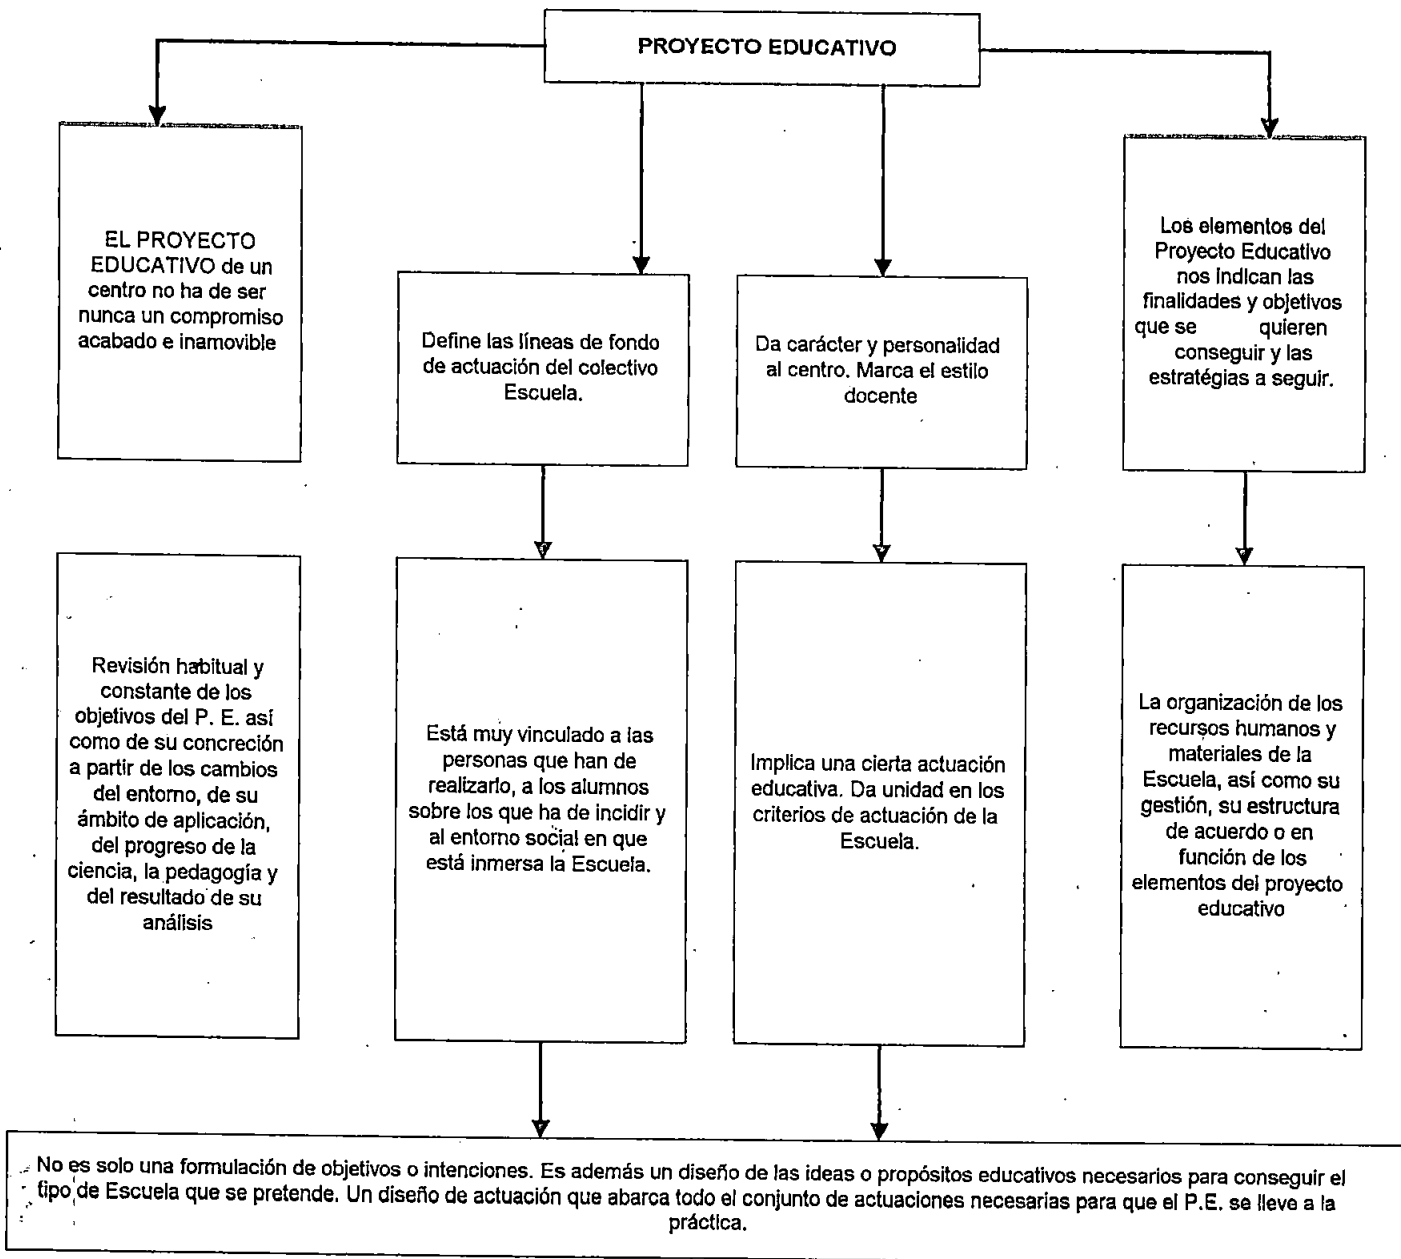 PROYECTO EDUCATIVO
EL PROYECTO
EDUCATIVO de un
centro no ha de ser
nunca un compromiso
acabado e inamovible
Define las líneas de fondo
de actuación del colectivo
Escuela.
Da carácter y personalidad
al centro. Marca el estilo
docente
Los elementos del
Proyecto Educativo
nos indican las
finalidades y objetivos
que se quieren
conseguir y las
estratégias a seguir.
Revisión habitual y
constante de los
objetivos del P. E. así
como de su concreción
a partir de los cambios
del entorno, de su
ámbito de aplicación,
del progreso de la
ciencia, la pedagogía y
del resultado de su
análisis
Está muy vinculado a las
personas que han de
realizarlo, a los alumnos
sobre los que ha de incidir y
al entorno social en que
está inmersa la Escuela.
Implica una cierta actuación
educativa. Da unidad en los
criterios de actuación de la
Escuela.
La organización de los
recursos humanos y
materiales de la
Escuela, así como su
gestión, su estructura
de acuerdo o en
función de los
elementos del proyecto
educativo
No es solo una formulación de objetivos o intenciones. Es además un diseño de las ideas o propósitos educativos necesarios para conseguir el
tipo de Escuela que se pretende. Un diseño de actuación que abarca todo el conjunto de actuaciones necesarias para que el P.E. se lleve a la
práctica.